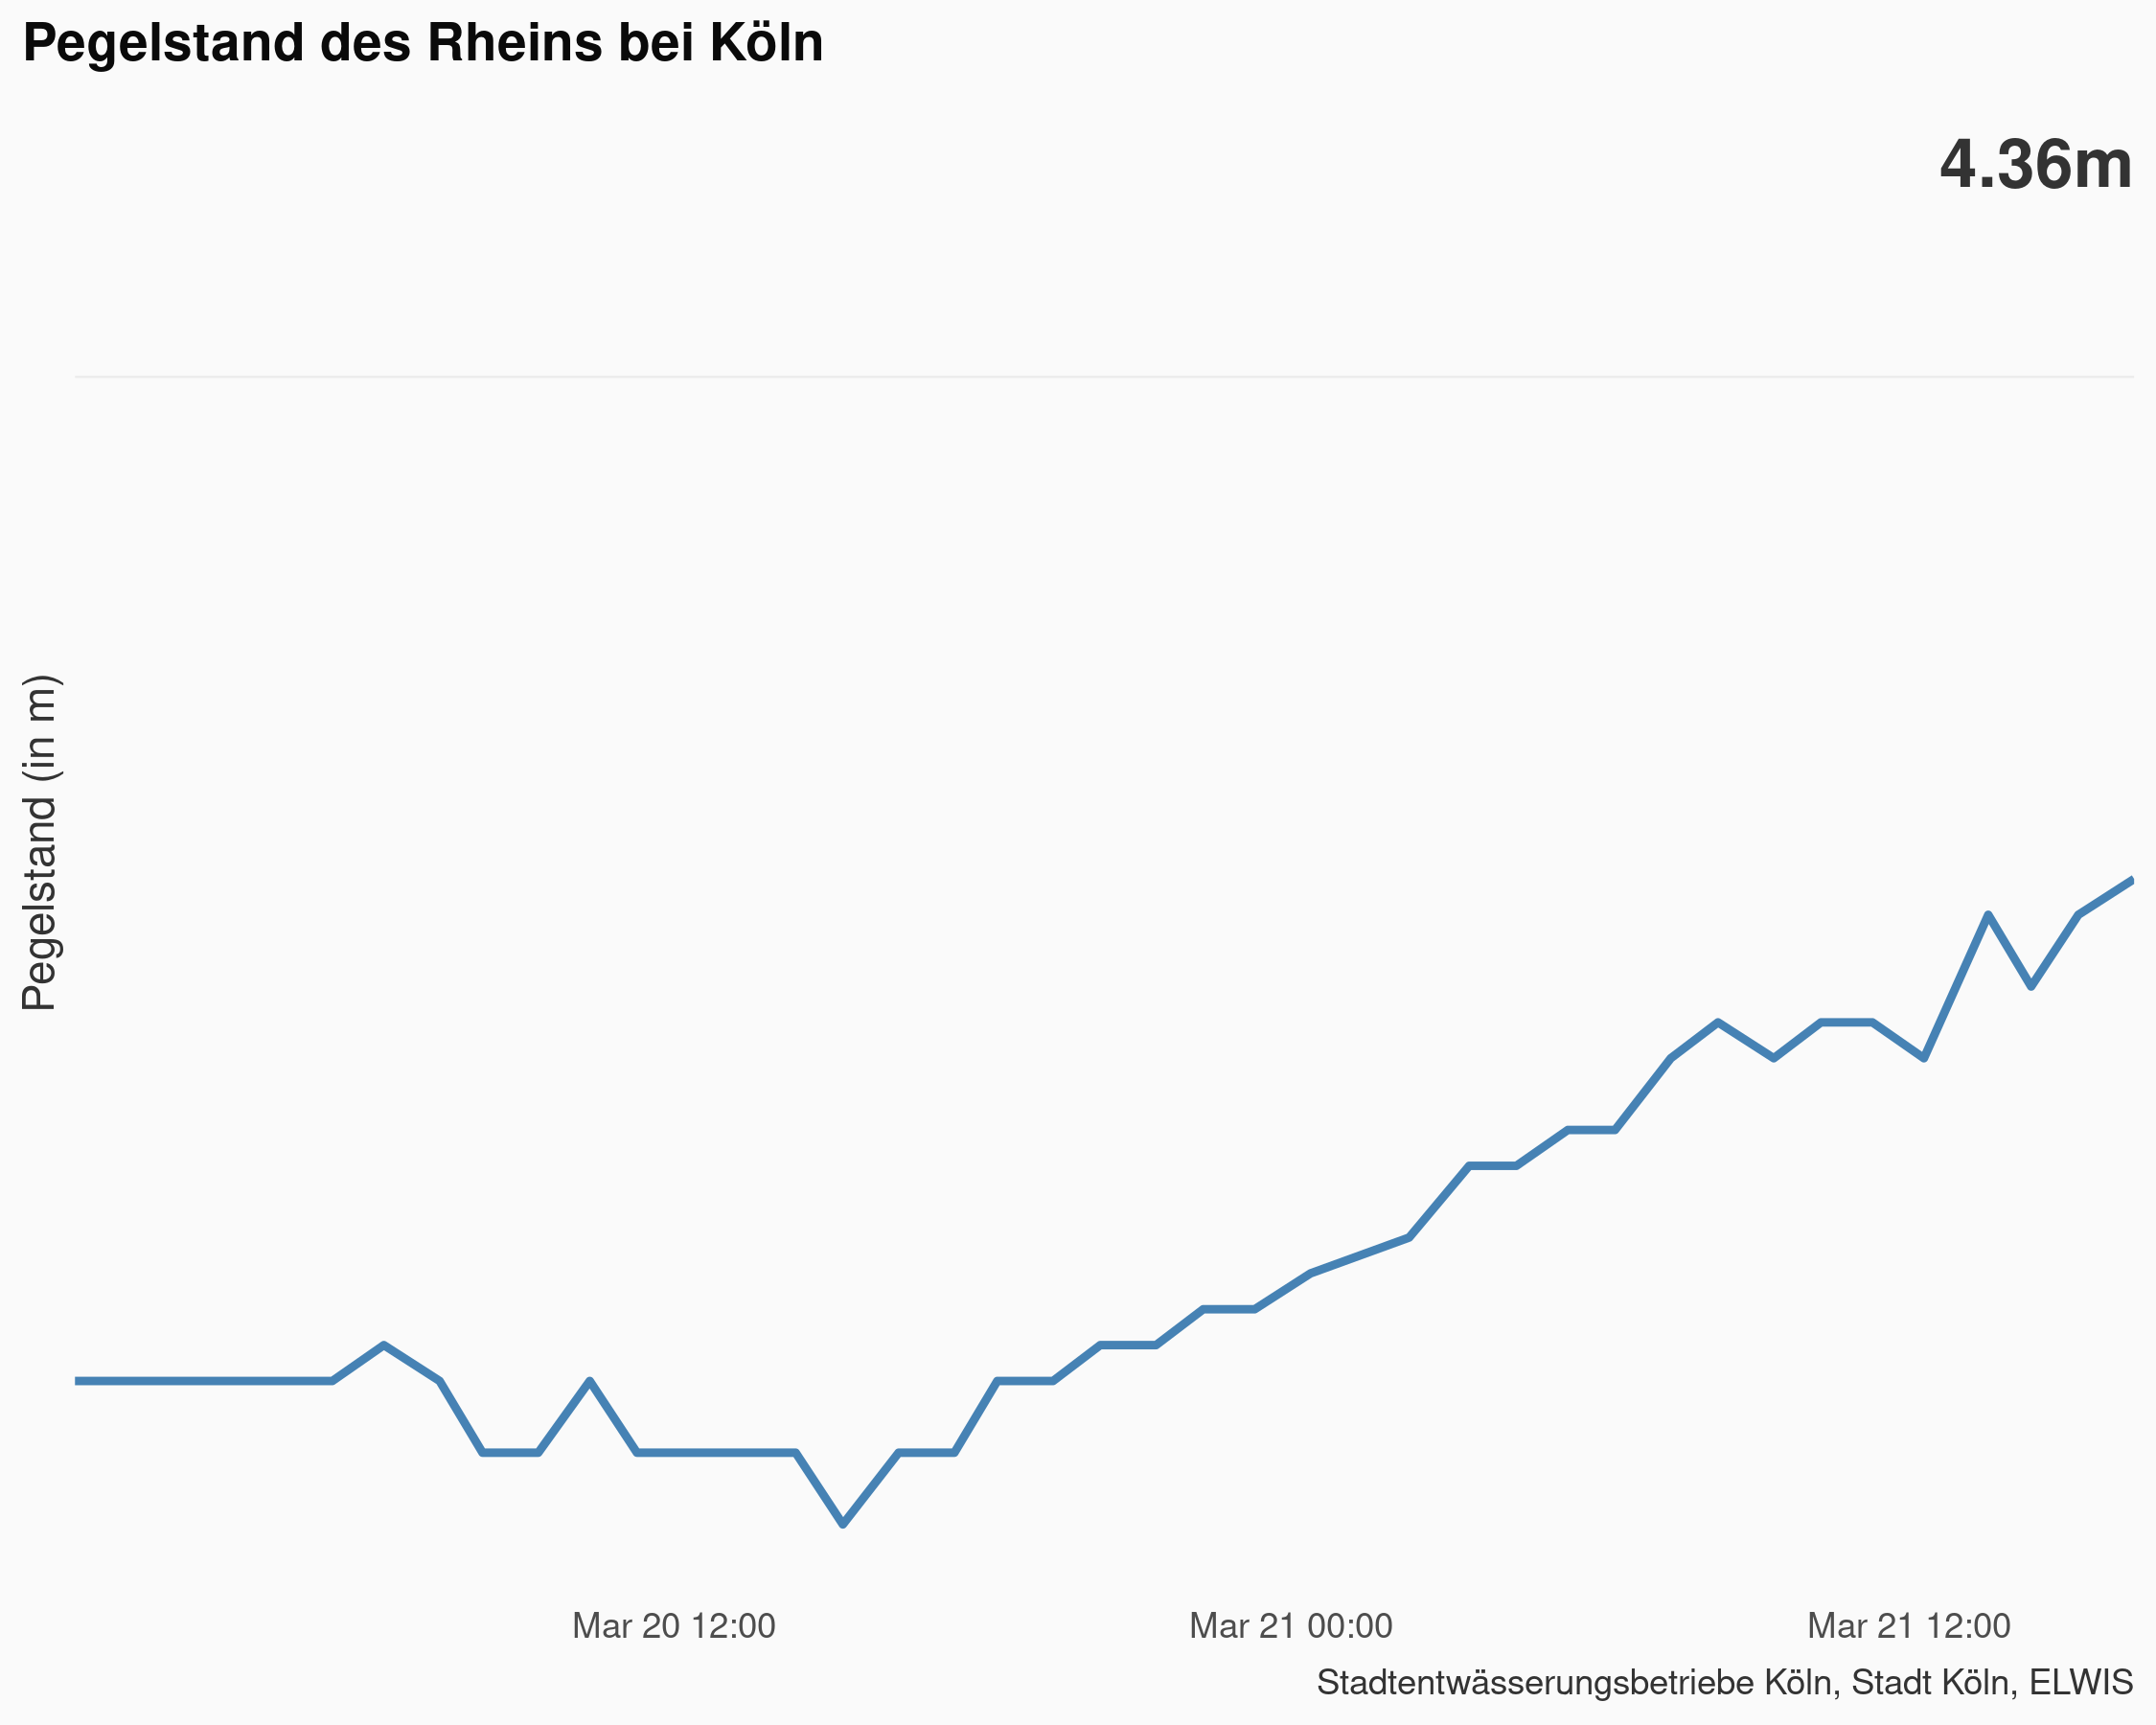 Pegelstand des Rheins bei Köln
4.36m
Pegelstand (in m)
Mar 20 12:00
Mar 21 00:00
Mar 21 12:00
Stadtentwässerungsbetriebe Köln, Stadt Köln, ELWIS